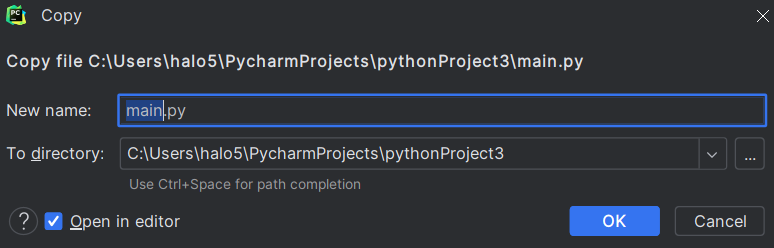 PC
Copy
Copy file C:\Users\halo5\PycharmProjects\pythonProject3\main.py
New name: main.py
To directory: C:\Users\halo5\PycharmProjects\pythonProject3 ...
Use Ctrl+Space for path completion
? Open in editor OK Cancel